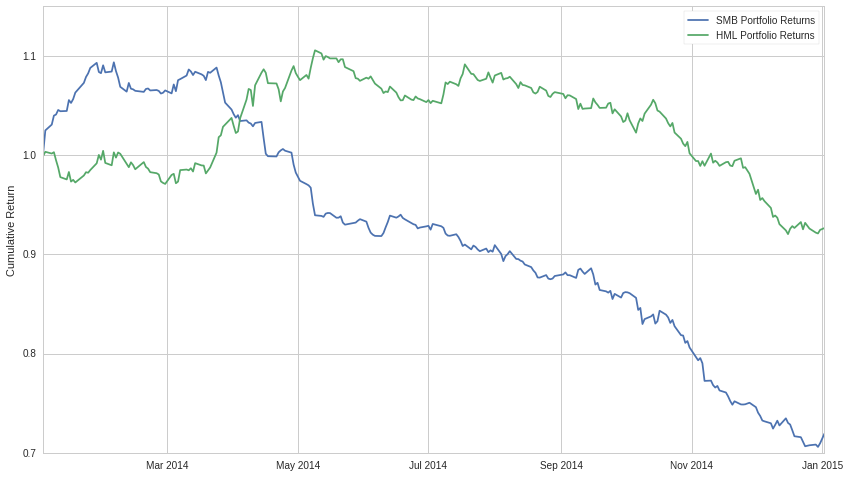 SMB Portfolio Returns
HML Portfolio Returns
Cumulative Return
1.1
1.0
0.9
0.8
0.7
Mar 2014
May 2014
Jul 2014
Sep 2014
Nov 2014
Jan 2015